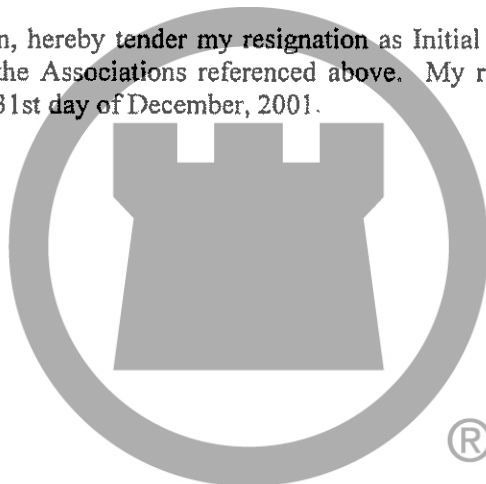 n, hereby tender my resignation as Initial
the Associations referenced above. My r
31st day of December, 2001.
®